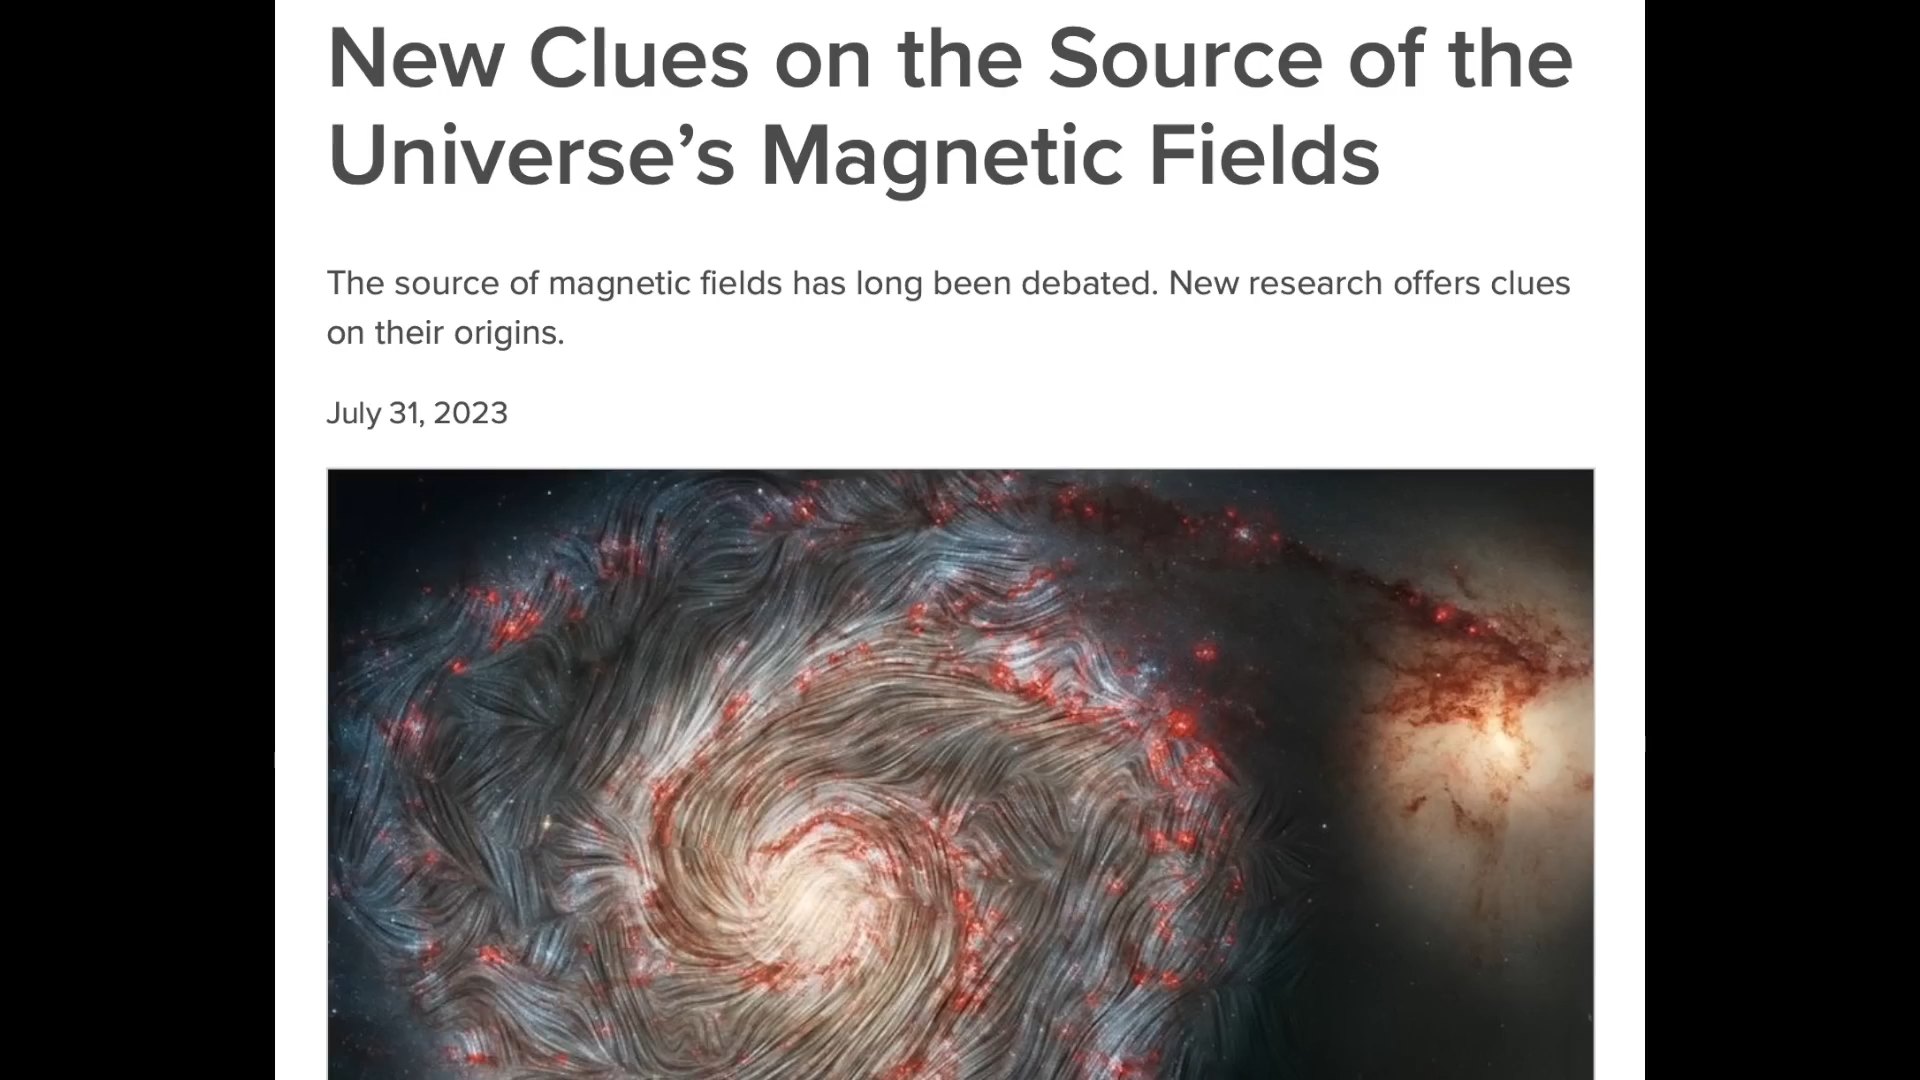 New Clues on the Source of the
Universe’s Magnetic Fields
The source of magnetic fields has long been debated. New research offers clues
on their origins.
July 31, 2023